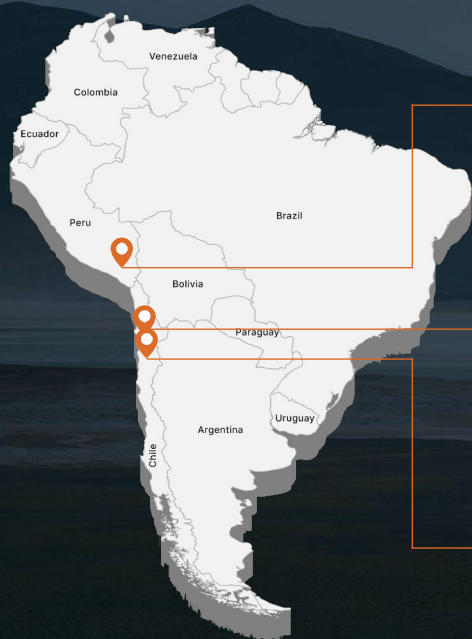 Venezuela
Colombia
Ecuador
Peru
Brazil
Bolivia
Paraguay
Uruguay
Argentina
Chile